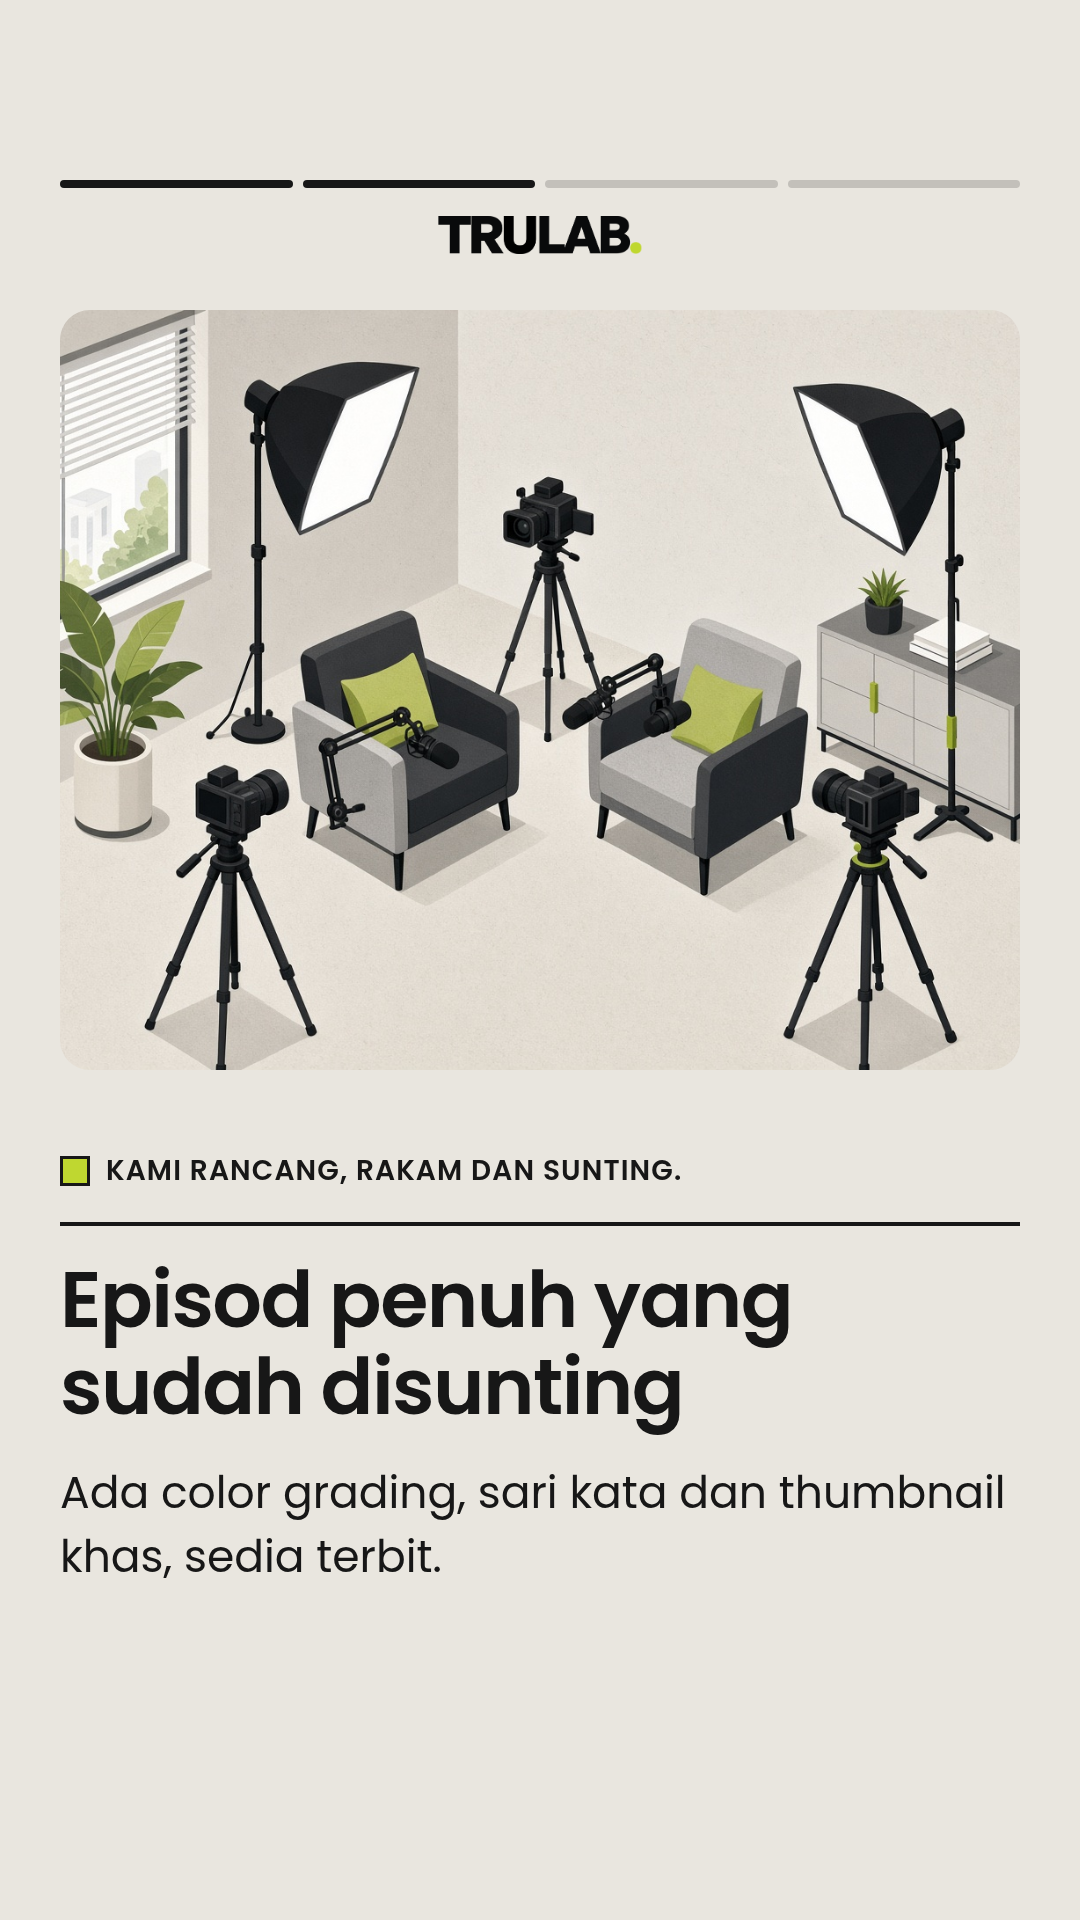 TRULAB.
KAMI RANCANG, RAKAM DAN SUNTING.
Episod penuh yang
sudah disunting
Ada color grading, sari kata dan thumbnail
khas, sedia terbit.